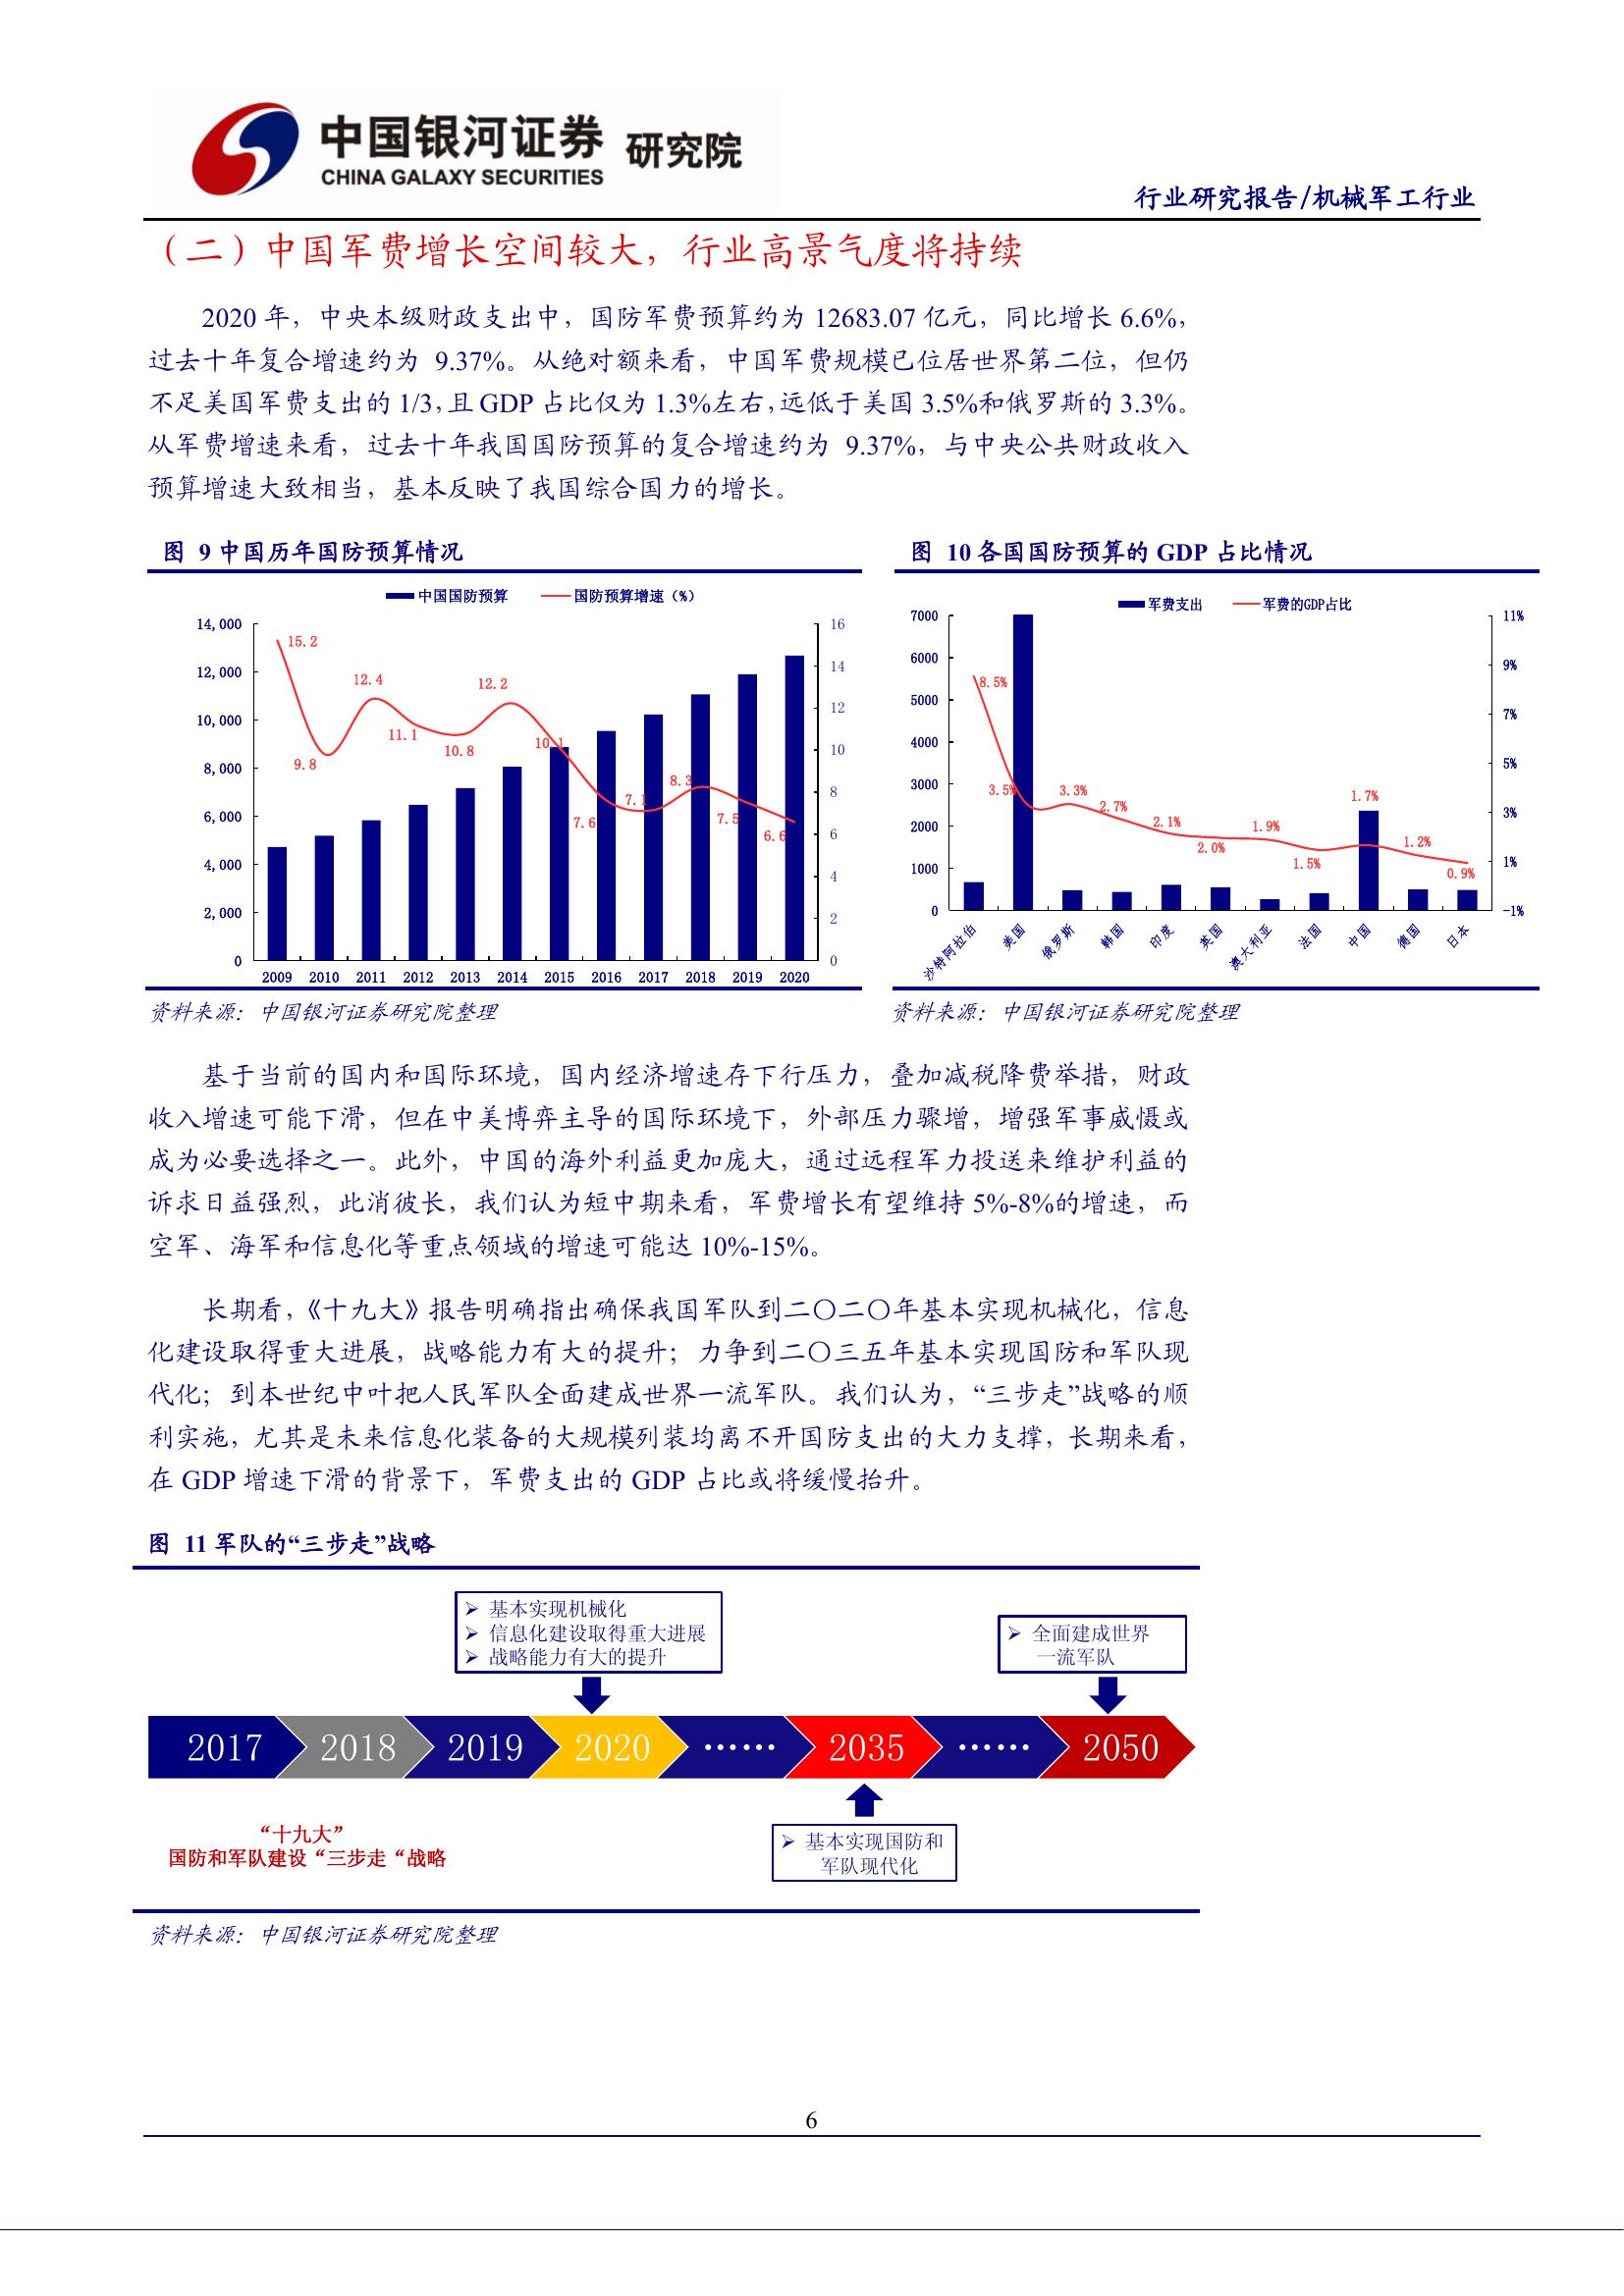 中国银河证券 研究院
CHINA GALAXY SECURITIES
行业研究报告/机械军工行业
（二）中国军费增长空间较大，行业高景气度将持续
2020 年，中央本级财政支出中，国防军费预算约为 12683.07 亿元，同比增长 6.6%，
过去十年复合增速约为 9.37%。从绝对额来看，中国军费规模已位居世界第二位，但仍
不足美国军费支出的 1/3，且 GDP 占比仅为 1.3%左右，远低于美国 3.5%和俄罗斯的 3.3%。
从军费增速来看，过去十年我国国防预算的复合增速约为 9.37%，与中央公共财政收入
预算增速大致相当，基本反映了我国综合国力的增长。
图 9 中国历年国防预算情况
中国国防预算 国防预算增速（%）
14,000
12,000
10,000
8,000
6,000
4,000
2,000
0
16
14
12
10
8
6
4
2
0
15.2
9.8
12.4
11.1
10.8
12.2
10.1
7.6
7.1
8.3
7.5
6.6
2009 2010 2011 2012 2013 2014 2015 2016 2017 2018 2019 2020
资料来源：中国银河证券研究院整理
图 10 各国国防预算的 GDP 占比情况
军费支出 军费的GDP占比
7000
6000
5000
4000
3000
2000
1000
0
11%
9%
7%
5%
3%
1%
-1%
8.5%
3.5%
3.3%
2.7%
2.1%
2.0%
1.9%
1.5%
1.7%
1.2%
0.9%
沙特阿拉伯 美国 俄罗斯 韩国 印度 英国 澳大利亚 法国 中国 德国 日本
资料来源：中国银河证券研究院整理
基于当前的国内和国际环境，国内经济增速存下行压力，叠加减税降费举措，财政
收入增速可能下滑，但在中美博弈主导的国际环境下，外部压力骤增，增强军事威慑或
成为必要选择之一。此外，中国的海外利益更加庞大，通过远程军力投送来维护利益的
诉求日益强烈，此消彼长，我们认为短中期来看，军费增长有望维持 5%-8%的增速，而
空军、海军和信息化等重点领域的增速可能达 10%-15%。
长期看，《十九大》报告明确指出确保我国军队到二〇二〇年基本实现机械化，信息
化建设取得重大进展，战略能力有大的提升；力争到二〇三五年基本实现国防和军队现
代化；到本世纪中叶把人民军队全面建成世界一流军队。我们认为，“三步走”战略的顺
利实施，尤其是未来信息化装备的大规模列装均离不开国防支出的大力支撑，长期来看，
在 GDP 增速下滑的背景下，军费支出的 GDP 占比或将缓慢抬升。
图 11 军队的“三步走”战略
➢ 基本实现机械化
➢ 信息化建设取得重大进展
➢ 战略能力有大的提升
➢ 全面建成世界
一流军队
2017 2018 2019 2020 …… 2035 …… 2050
“十九大”
国防和军队建设“三步走“战略
➢ 基本实现国防和
军队现代化
资料来源：中国银河证券研究院整理
6